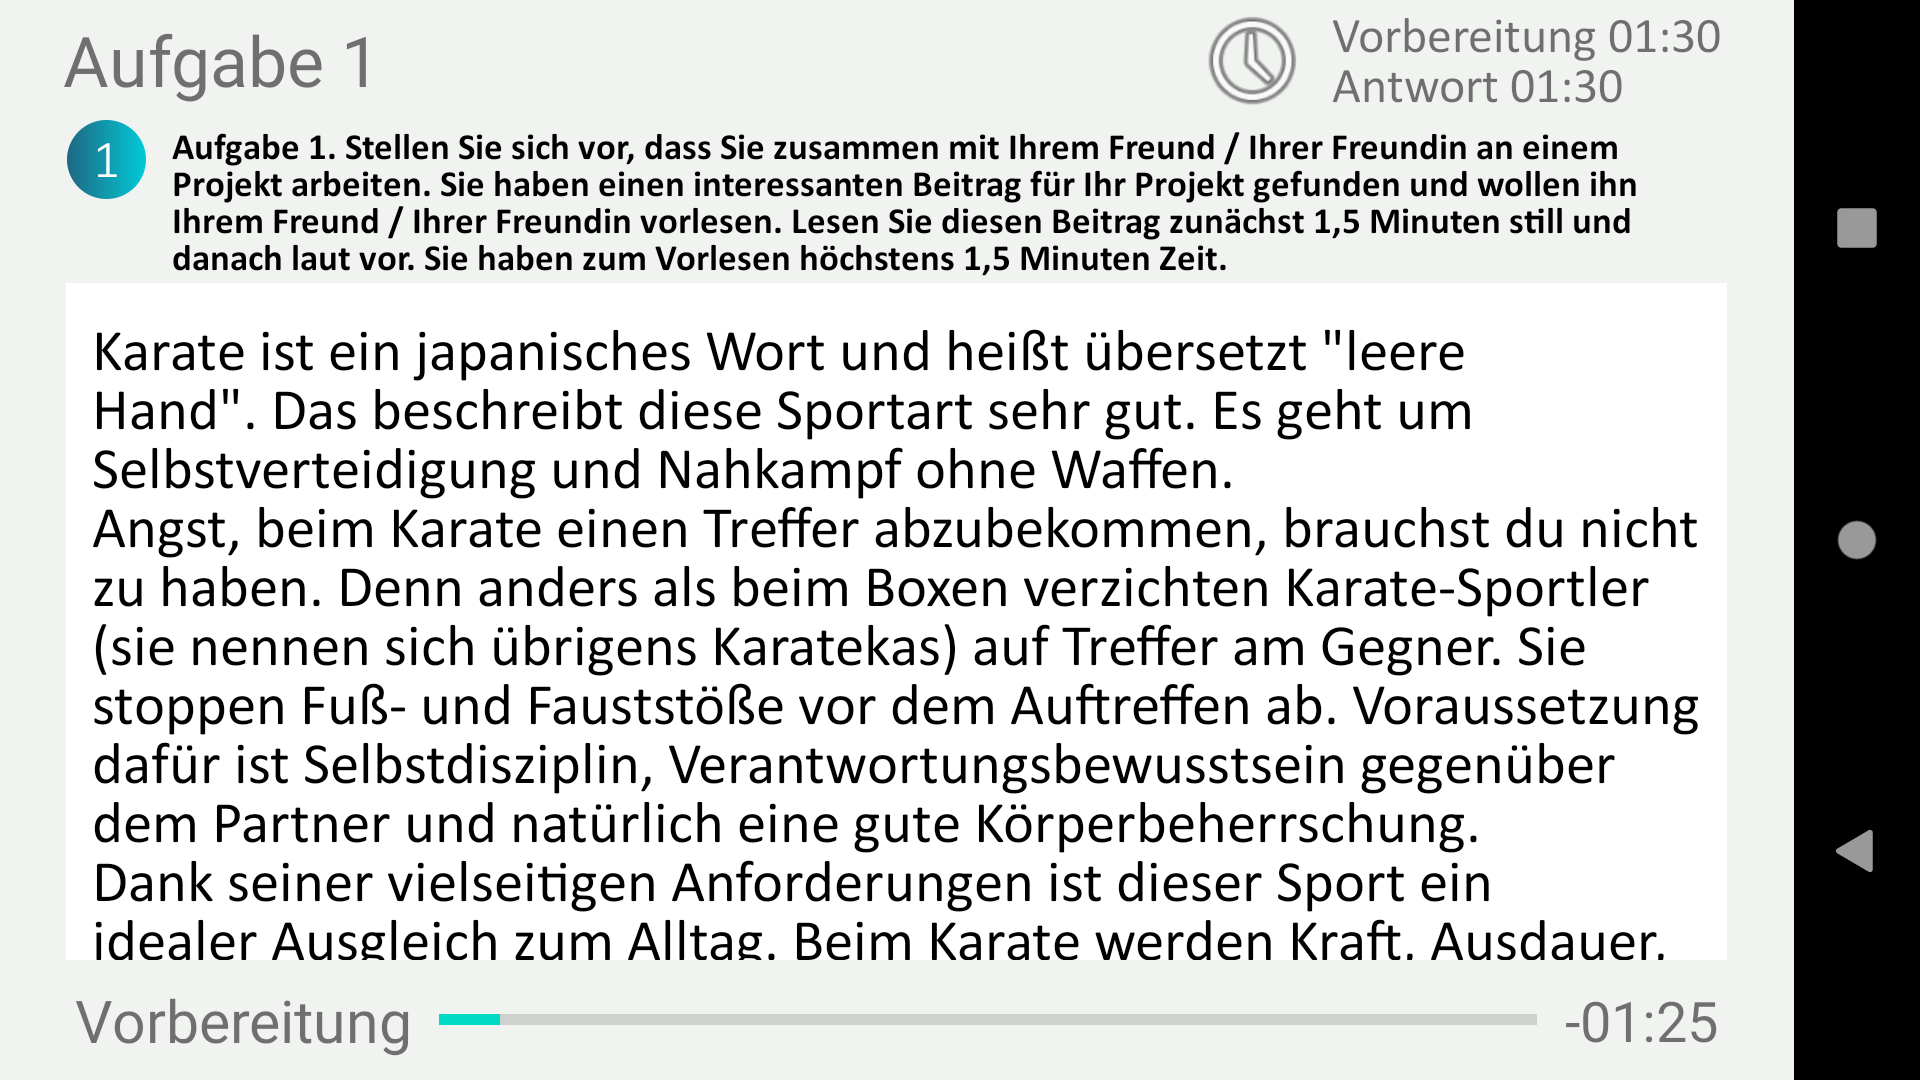 Aufgabe 1
Vorbereitung 01:30
Antwort 01:30
1
Aufgabe 1. Stellen Sie sich vor, dass Sie zusammen mit Ihrem Freund / Ihrer Freundin an einem
Projekt arbeiten. Sie haben einen interessanten Beitrag für Ihr Projekt gefunden und wollen ihn
Ihrem Freund / Ihrer Freundin vorlesen. Lesen Sie diesen Beitrag zunächst 1,5 Minuten still und
danach laut vor. Sie haben zum Vorlesen höchstens 1,5 Minuten Zeit.
Karate ist ein japanisches Wort und heißt übersetzt "leere
Hand". Das beschreibt diese Sportart sehr gut. Es geht um
Selbstverteidigung und Nahkampf ohne Waffen.
Angst, beim Karate einen Treffer abzubekommen, brauchst du nicht
zu haben. Denn anders als beim Boxen verzichten Karate-Sportler
(sie nennen sich übrigens Karatekas) auf Treffer am Gegner. Sie
stoppen Fuß- und Fauststöße vor dem Auftreffen ab. Voraussetzung
dafür ist Selbstdisziplin, Verantwortungsbewusstsein gegenüber
dem Partner und natürlich eine gute Körperbeherrschung.
Dank seiner vielseitigen Anforderungen ist dieser Sport ein
idealer Ausgleich zum Alltag. Beim Karate werden Kraft, Ausdauer,
Vorbereitung
-01:25